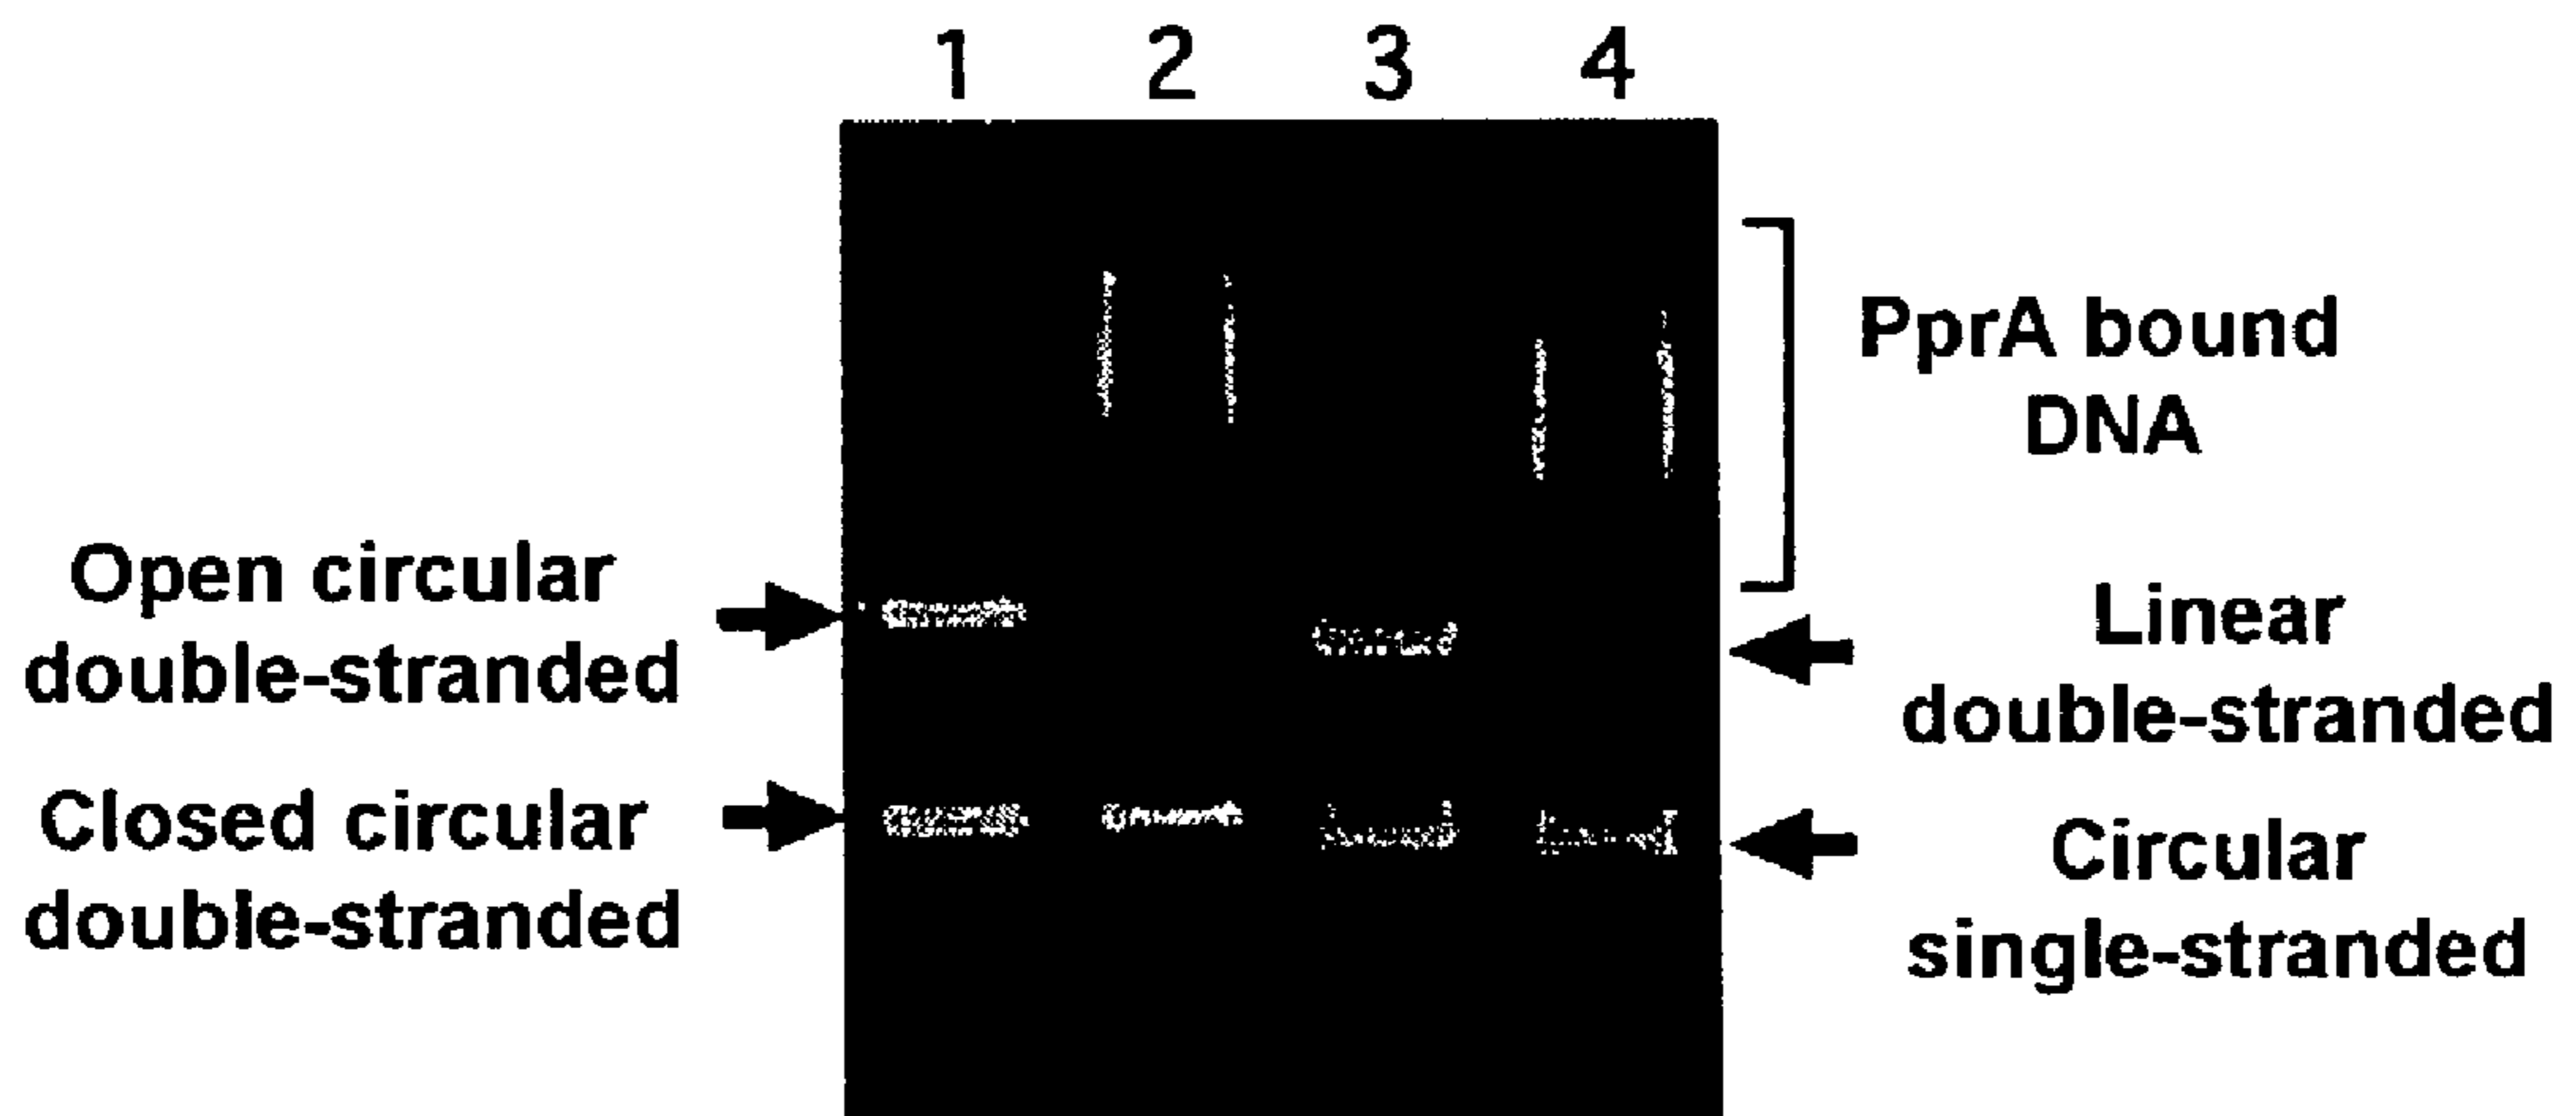 1 2 3 4
PprA bound
DNA
Open circular
double-stranded
Linear
double-stranded
Closed circular
double-stranded
Circular
single-stranded